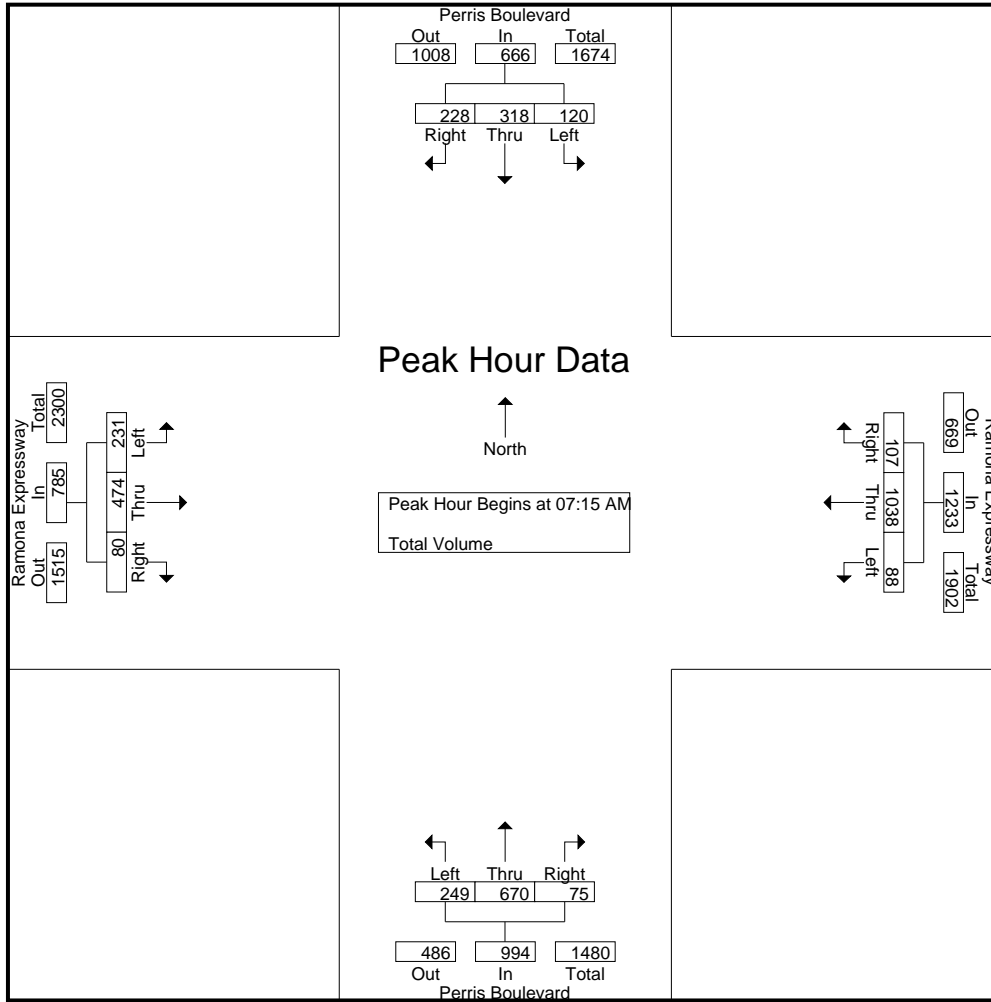 Perris Boulevard
Out In Total
1008 666 1674
228 318 120
Right Thru Left
Peak Hour Data
North
Peak Hour Begins at 07:15 AM
Total Volume
Ramona Expressway
Total In Out
2300 785 1515
231 474 80
Left Thru Right
Ramona Expressway
Out In Total
669 1233 1902
107 1038 88
Right Thru Left
Left Thru Right
249 670 75
486 994 1480
Out In Total
Perris Boulevard